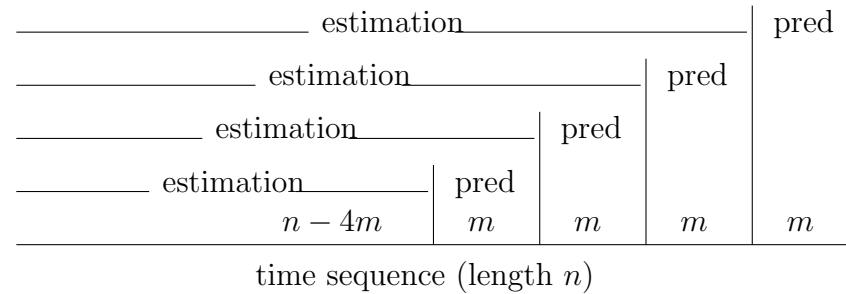 estimation pred
estimation pred
estimation pred
estimation pred
n − 4m m m m m
time sequence (length n)